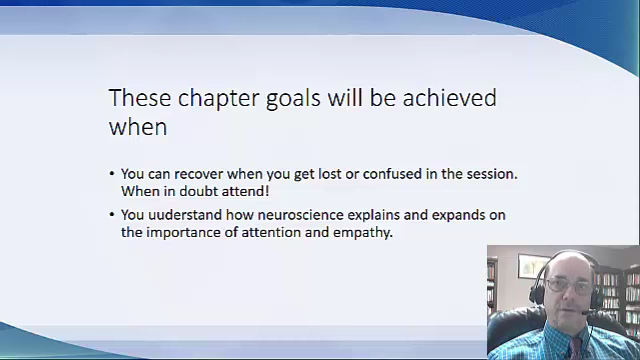 These chapter goals will be achieved
when
• You can recover when you get lost or confused in the session.
When in doubt attend!
• You uuderstand how neuroscience explains and expands on
the importance of attention and empathy.